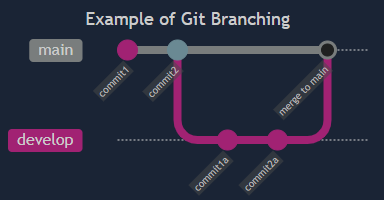 Example of Git Branching
main
commit1
commit2
merge to main
develop
commit1a
commit2a